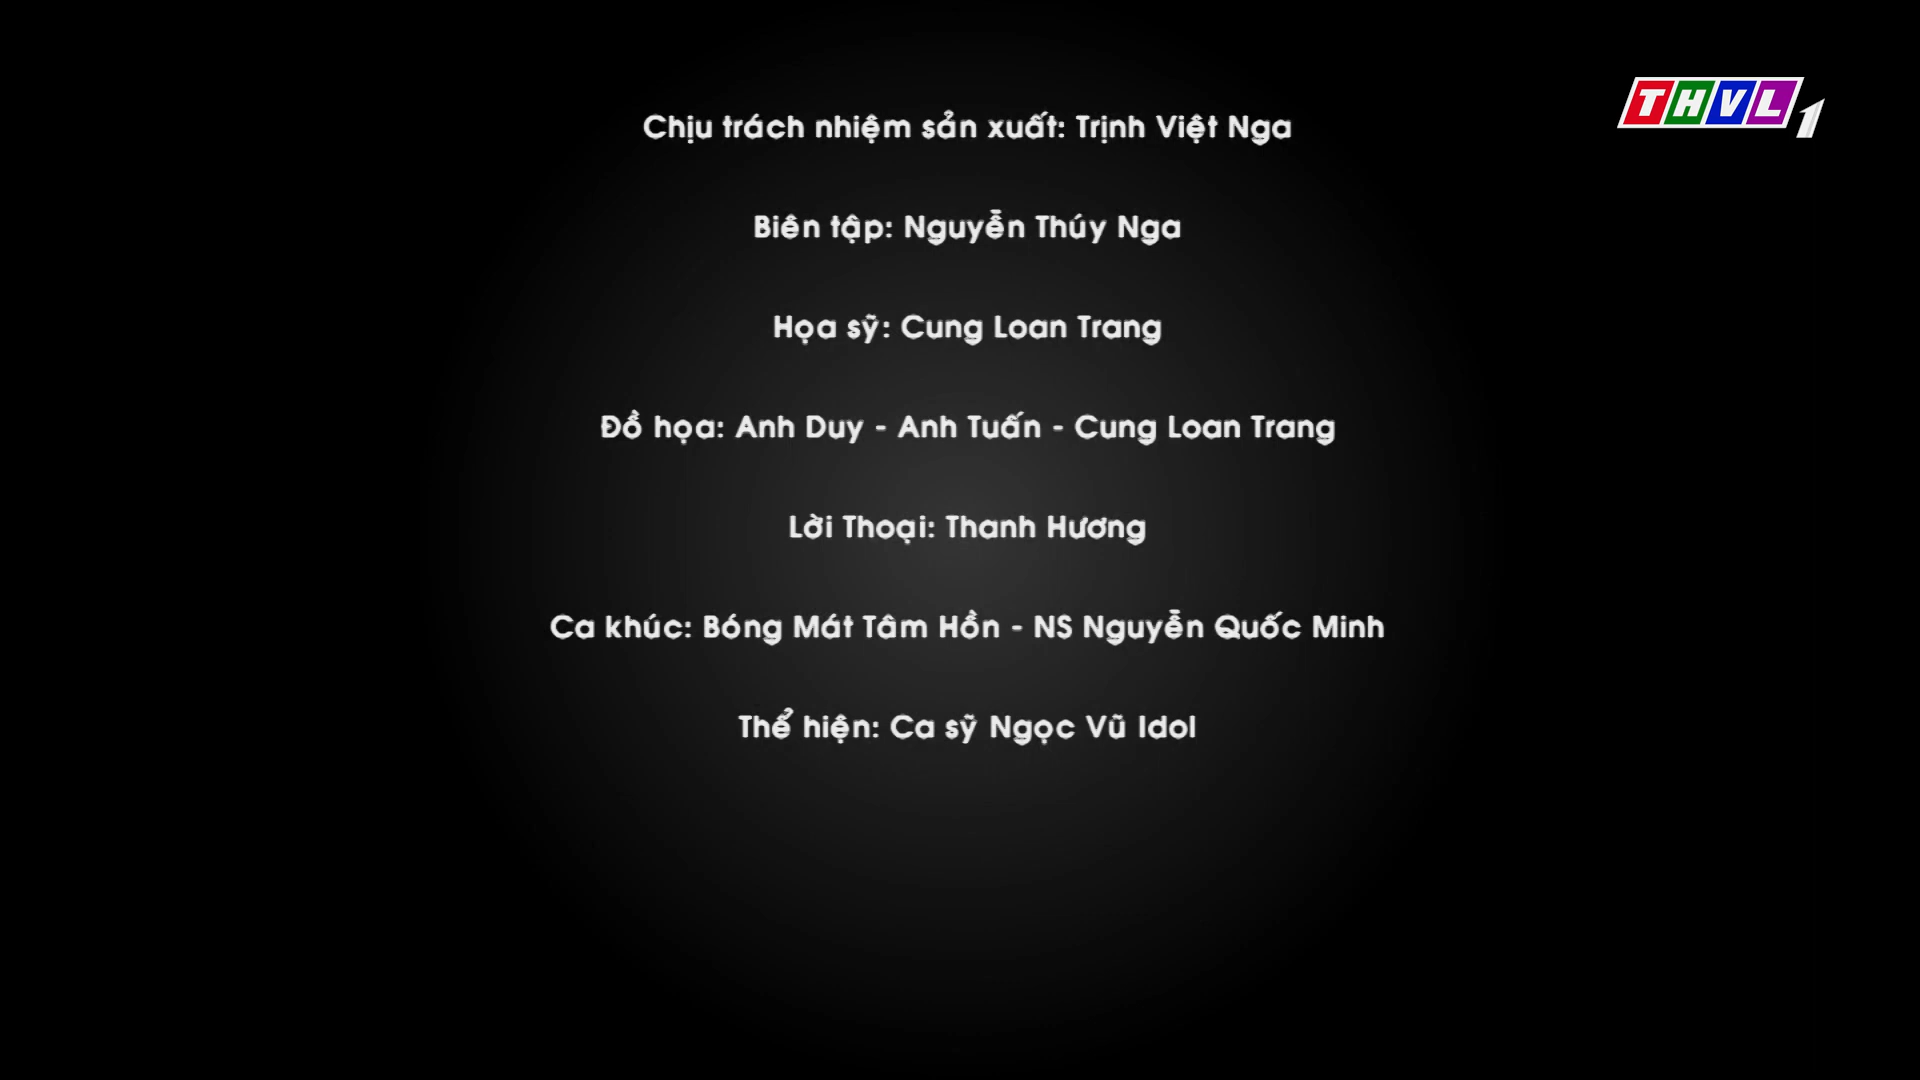 THVL1
Chịu trách nhiệm sản xuất: Trịnh Việt Nga
Biên tập: Nguyễn Thúy Nga
Họa sỹ: Cung Loan Trang
Đồ họa: Anh Duy - Anh Tuấn - Cung Loan Trang
Lời Thoại: Thanh Hương
Ca khúc: Bóng Mát Tâm Hồn - NS Nguyễn Quốc Minh
Thể hiện: Ca sỹ Ngọc Vũ Idol